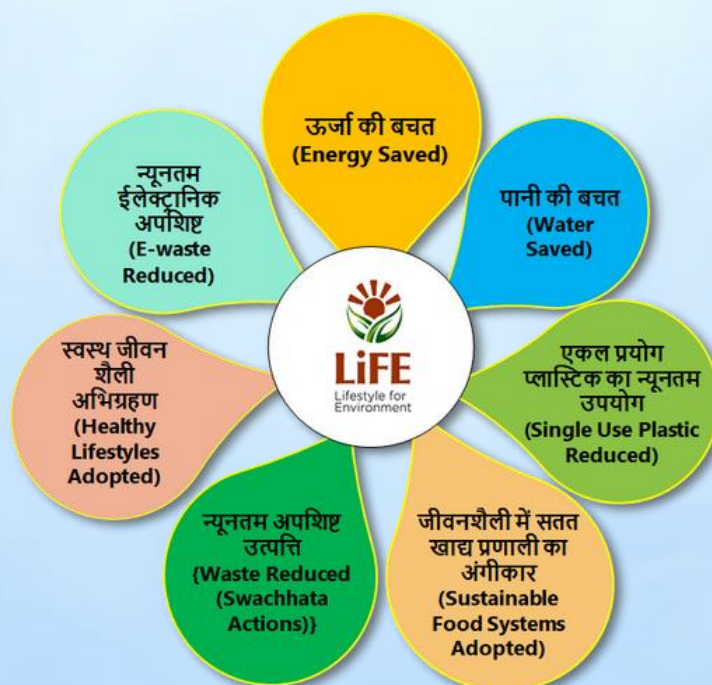 ऊर्जा की बचत
(Energy Saved)
पानी की बचत
(Water
Saved)
एकल प्रयोग
प्लास्टिक का न्यूनतम
उपयोग
(Single Use Plastic
Reduced)
जीवनशैली में सतत
खाद्य प्रणाली का
अंगीकार
(Sustainable
Food Systems
Adopted)
न्यूनतम अपशिष्ट
उत्पत्ति
{Waste Reduced
(Swachhata
Actions)}
स्वस्थ जीवन
शैली
अभिग्रहण
(Healthy
Lifestyles
Adopted)
न्यूनतम
ईलेक्ट्रानिक
अपशिष्ट
(E-waste
Reduced)
LiFE
Lifestyle for
Environment